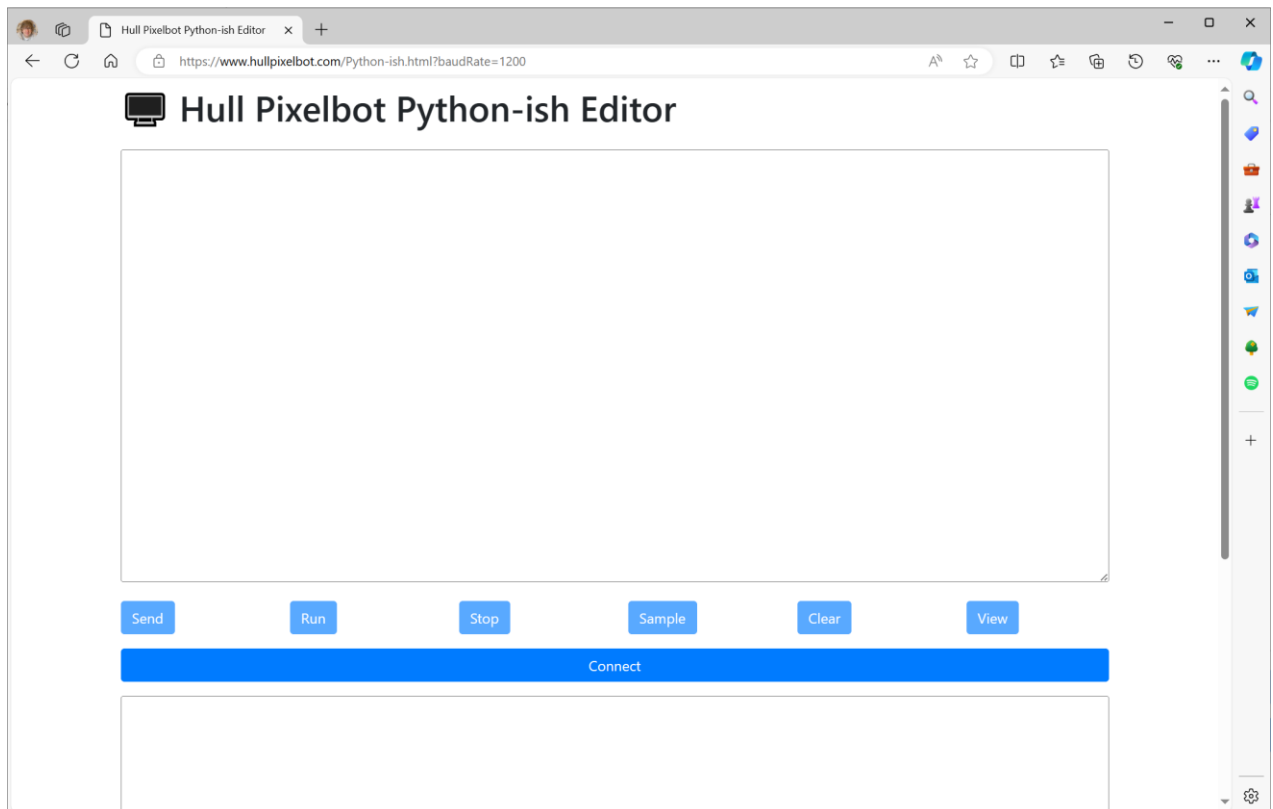 Hull Pixelbot Python-ish Editor
https://www.hullpixelbot.com/Python-ish.html?baudRate=1200
Hull Pixelbot Python-ish Editor
Send Run Stop Sample Clear View
Connect